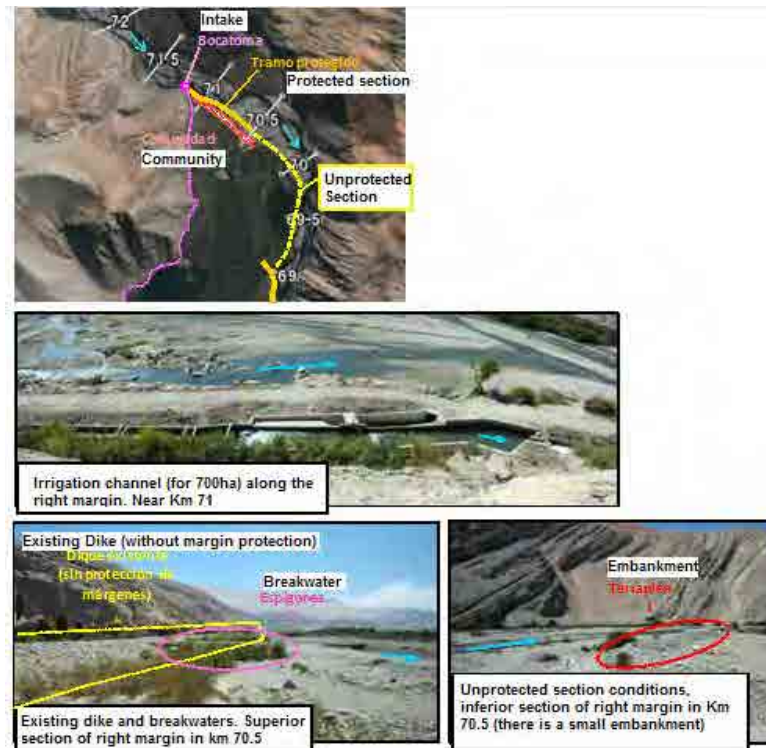 72
Intake
Bocatoma
71.5
Tramo protegido
Protected section
71
70.5
Comunidad
Community
70
Unprotected
Section
69.5
69
Irrigation channel (for 700ha) along the
right margin. Near Km 71
Existing Dike (without margin protection)
Dique existente
(sin protección de
márgenes)
Breakwater
Espigones
Existing dike and breakwaters. Superior
section of right margin in km 70.5
Embankment
Terraplén
Unprotected section conditions,
inferior section of right margin in Km
70.5 (there is a small embankment)